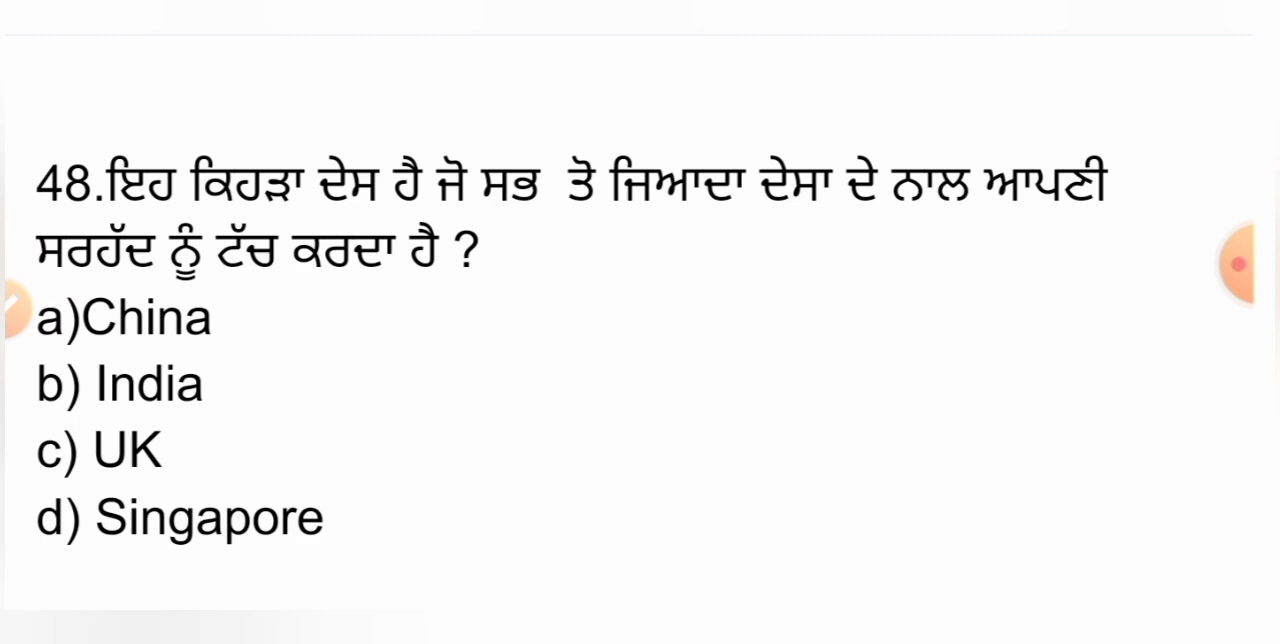 48.ਇਹ ਕਿਹੜਾ ਦੇਸ ਹੈ ਜੋ ਸਭ ਤੋ ਜਿਆਦਾ ਦੇਸਾ ਦੇ ਨਾਲ ਆਪਣੀ
ਸਰਹੱਦ ਨੂੰ ਟੱਚ ਕਰਦਾ ਹੈ ?
a)China
b) India
c) UK
d) Singapore